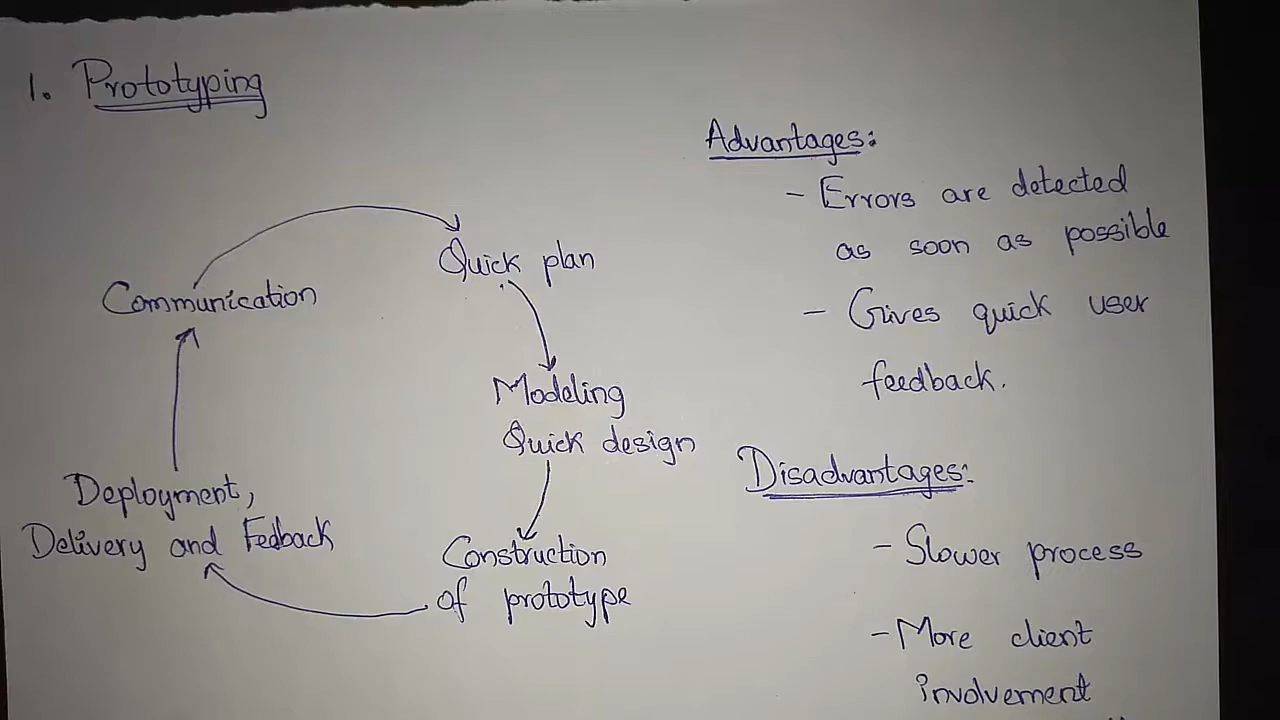 1. Prototyping
Communication
Quick plan
Modeling
Quick design
Construction
of prototype
Deployment,
Delivery and Fedback
Advantages:
- Errors are detected
as soon as possible
- Gives quick user
feedback.
Disadvantages:
- Slower process
- More client
involvement